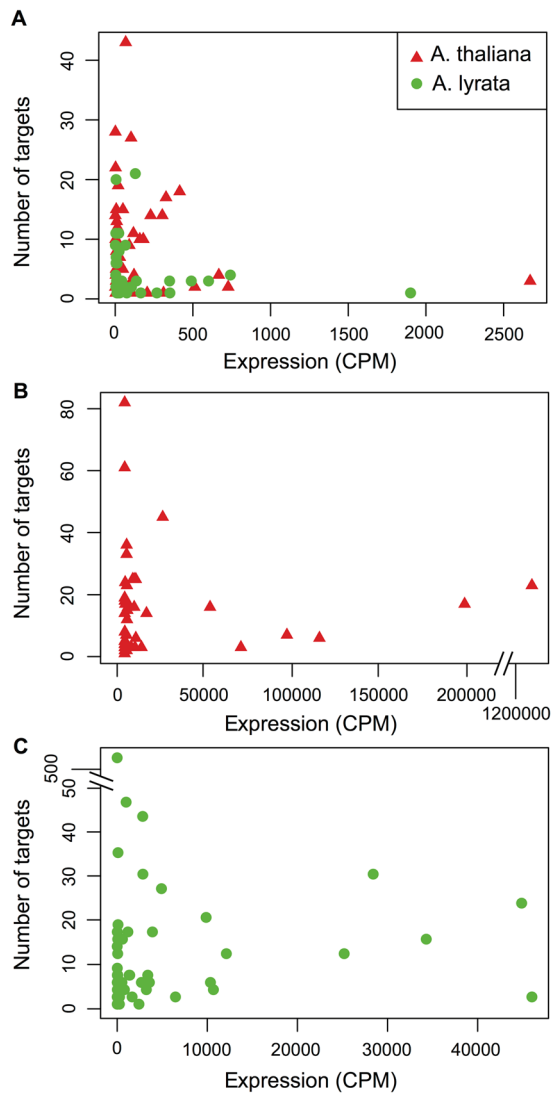 A
Number of targets
40
30
20
10
0
A. thaliana
A. lyrata
0 500 1000 1500 2000 2500
Expression (CPM)
B
Number of targets
80
60
40
20
0
0 50000 100000 150000 200000 1200000
Expression (CPM)
C
Number of targets
500
50
40
30
20
10
0
0 10000 20000 30000 40000
Expression (CPM)